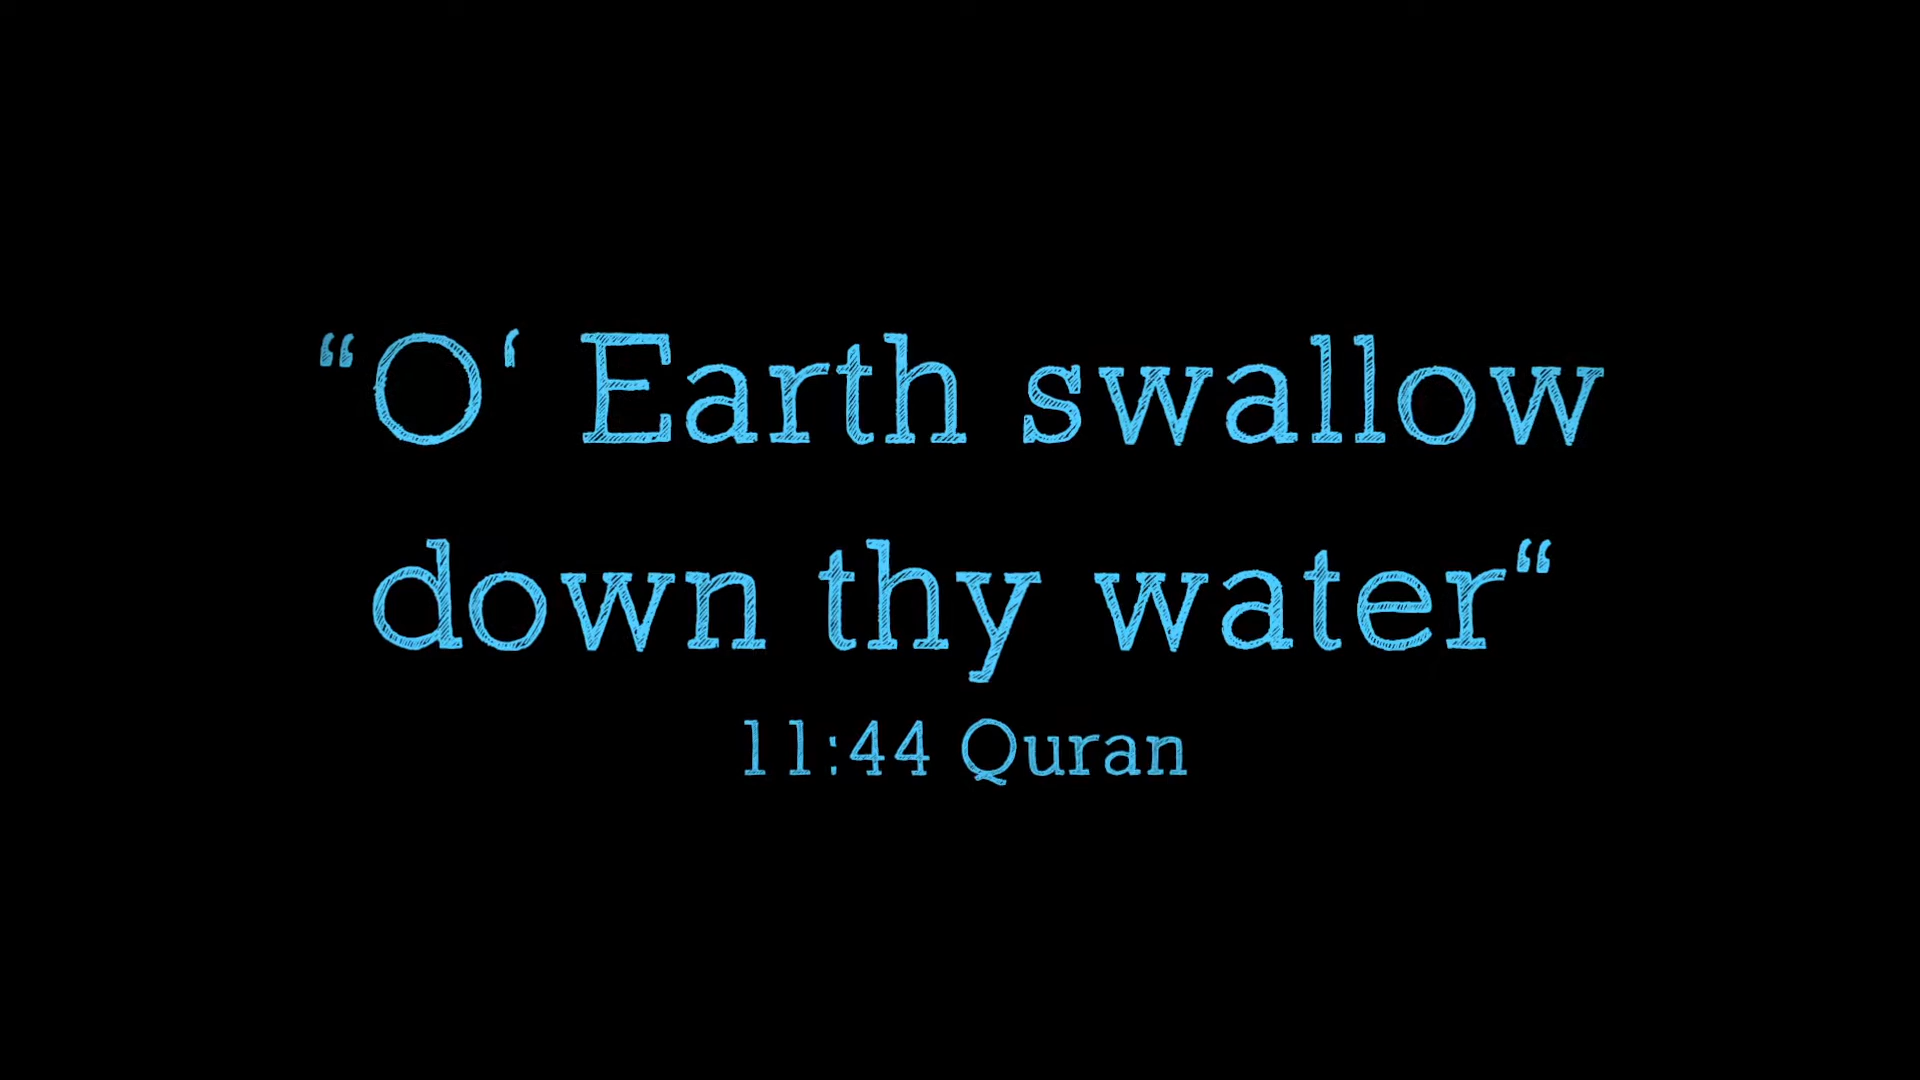 “O‘ Earth swallow
down thy water“
11:44 Quran